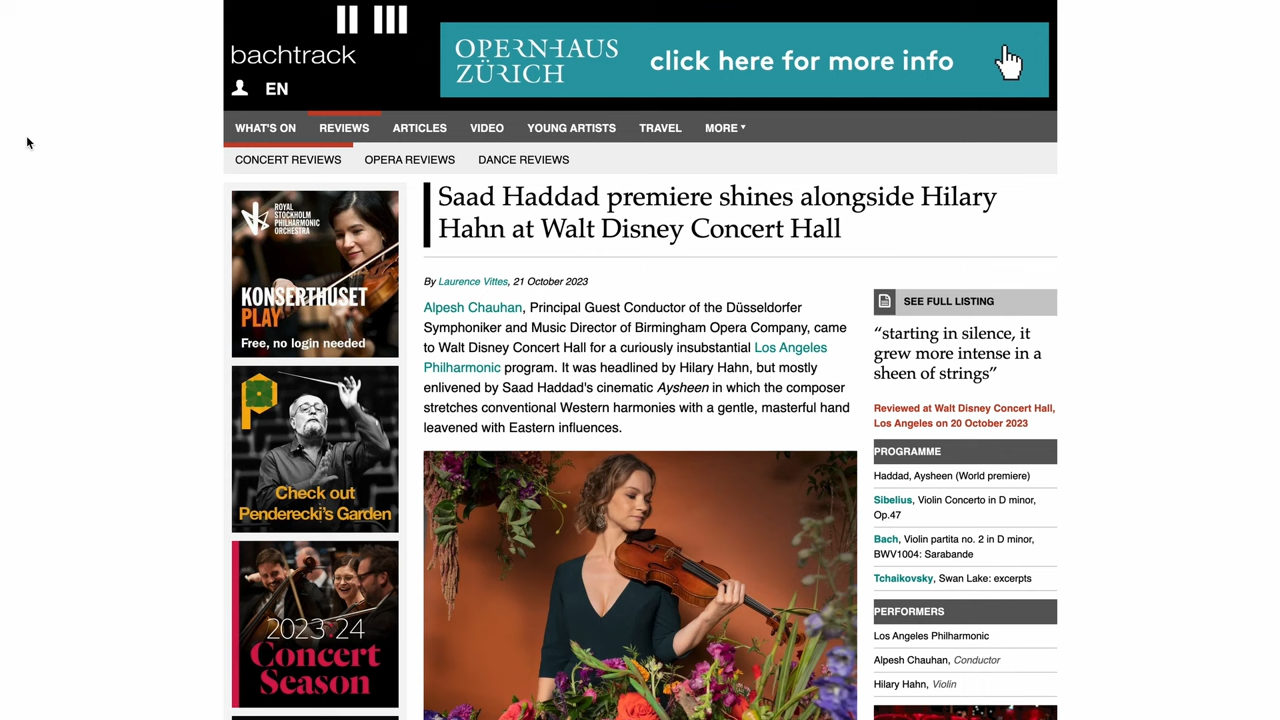 bachtrack
EN
OPERNHAUS
ZÜRICH
click here for more info
WHAT'S ON
REVIEWS
ARTICLES
VIDEO
YOUNG ARTISTS
TRAVEL
MORE
CONCERT REVIEWS
OPERA REVIEWS
DANCE REVIEWS
ROYAL
STOCKHOLM
PHILHARMONIC
ORCHESTRA
KONSERTHUSET
PLAY
Free, no login needed
Check out
Penderecki's Garden
2023-24
Concert
Season
Saad Haddad premiere shines alongside Hilary
Hahn at Walt Disney Concert Hall
By Laurence Vittes, 21 October 2023
Alpesh Chauhan, Principal Guest Conductor of the Düsseldorfer
Symphoniker and Music Director of Birmingham Opera Company, came
to Walt Disney Concert Hall for a curiously insubstantial Los Angeles
Philharmonic program. It was headlined by Hilary Hahn, but mostly
enlivened by Saad Haddad's cinematic Aysheen in which the composer
stretches conventional Western harmonies with a gentle, masterful hand
leavened with Eastern influences.
SEE FULL LISTING
“starting in silence, it
grew more intense in a
sheen of strings”
Reviewed at Walt Disney Concert Hall,
Los Angeles on 20 October 2023
PROGRAMME
Haddad, Aysheen (World premiere)
Sibelius, Violin Concerto in D minor,
Op.47
Bach, Violin partita no. 2 in D minor,
BWV1004: Sarabande
Tchaikovsky, Swan Lake: excerpts
PERFORMERS
Los Angeles Philharmonic
Alpesh Chauhan, Conductor
Hilary Hahn, Violin